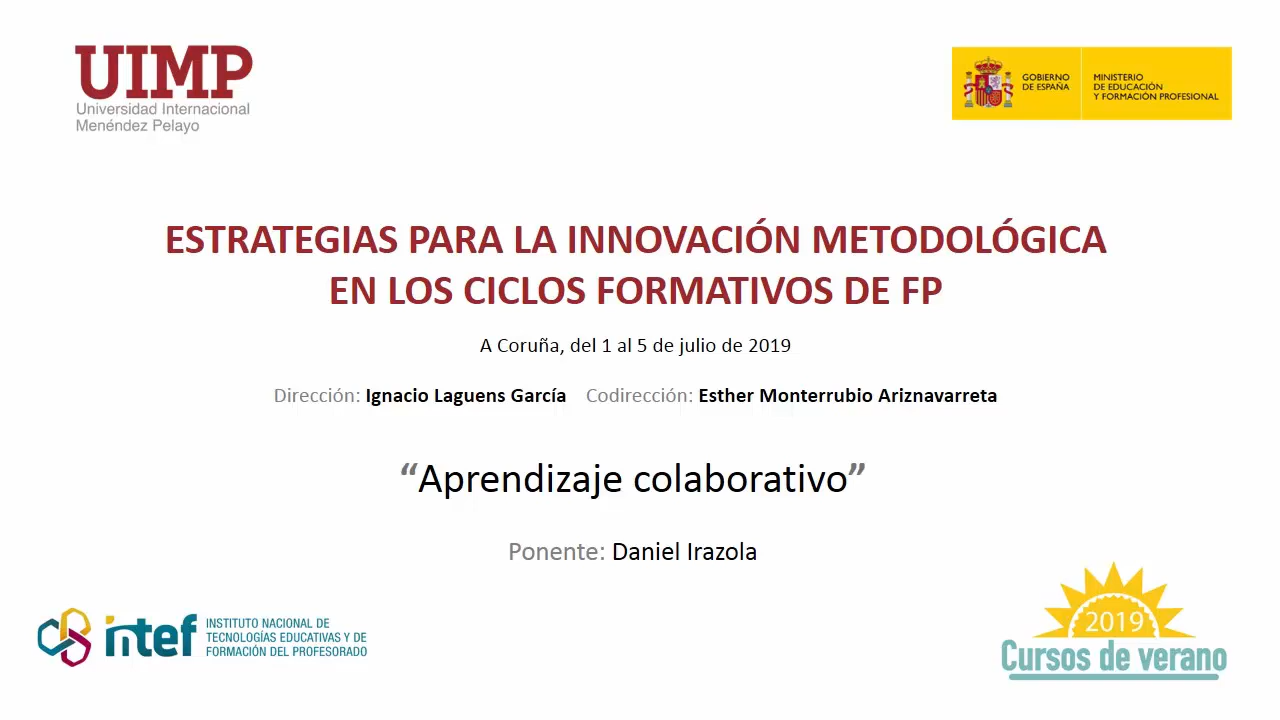 UIMP
Universidad Internacional
Menéndez Pelayo
GOBIERNO
DE ESPAÑA
MINISTERIO
DE EDUCACIÓN
Y FORMACIÓN PROFESIONAL
ESTRATEGIAS PARA LA INNOVACIÓN METODOLÓGICA
EN LOS CICLOS FORMATIVOS DE FP
A Coruña, del 1 al 5 de julio de 2019
Dirección: Ignacio Laguens García Codirección: Esther Monterrubio Ariznavarreta
“Aprendizaje colaborativo”
Ponente: Daniel Irazola
intef
INSTITUTO NACIONAL DE
TECNOLOGÍAS EDUCATIVAS Y DE
FORMACIÓN DEL PROFESORADO
2019
Cursos de verano